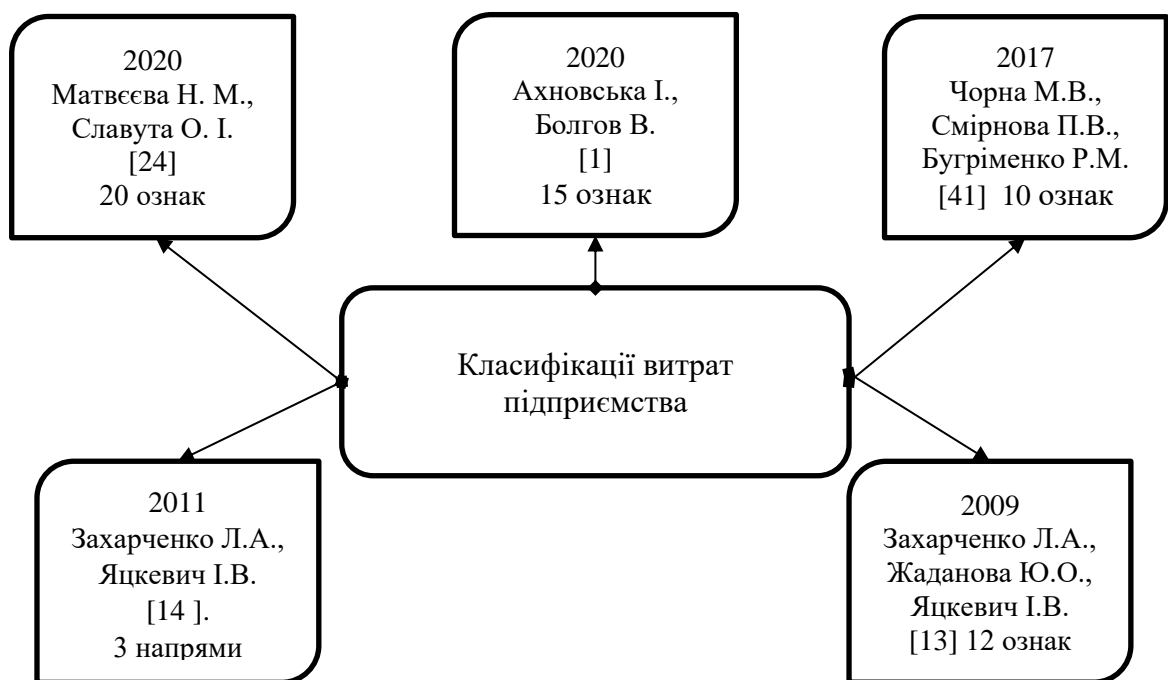 2020
Матвєєва Н. М.,
Славута О. І.
[24]
20 ознак
2020
Ахновська І.,
Болгов В.
[1]
15 ознак
2017
Чорна М.В.,
Смірнова П.В.,
Бугріменко Р.М.
[41] 10 ознак
Класифікації витрат
підприємства
2011
Захарченко Л.А.,
Яцкевич І.В.
[14 ].
3 напрями
2009
Захарченко Л.А.,
Жаданова Ю.О.,
Яцкевич І.В.
[13] 12 ознак